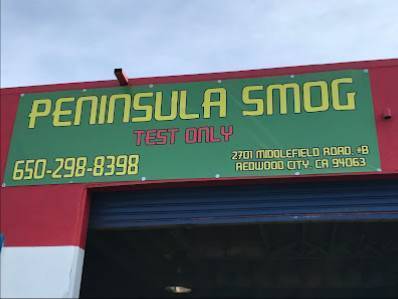 PENINSULA SMOG
TEST ONLY
650-298-8398
2701 MIDDLEFIELD ROAD. #B
REDWOOD CITY. CA 94063